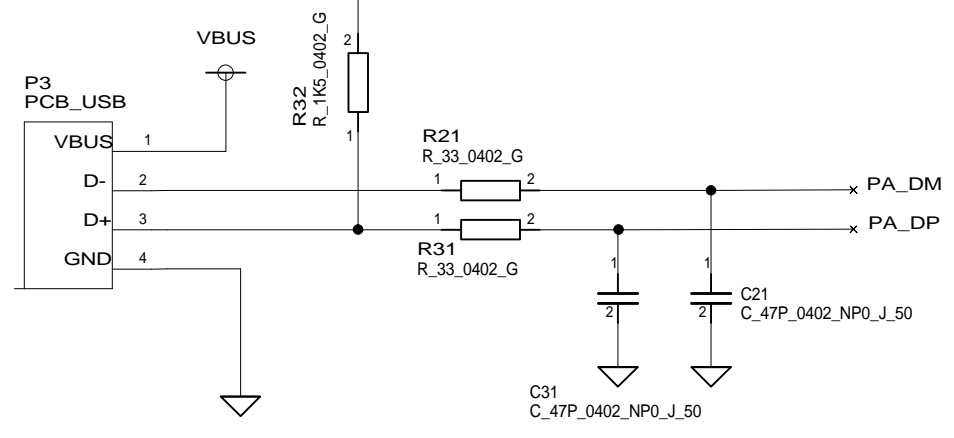 VBUS
P3
PCB_USB
R32
R_1K5_0402_G
2
1
VBUS
1
D-
2
D+
3
GND
4
R21
R_33_0402_G
1
2
PA_DM
1
2
PA_DP
R31
R_33_0402_G
1
2
1
2
C21
C_47P_0402_NP0_J_50
C31
C_47P_0402_NP0_J_50